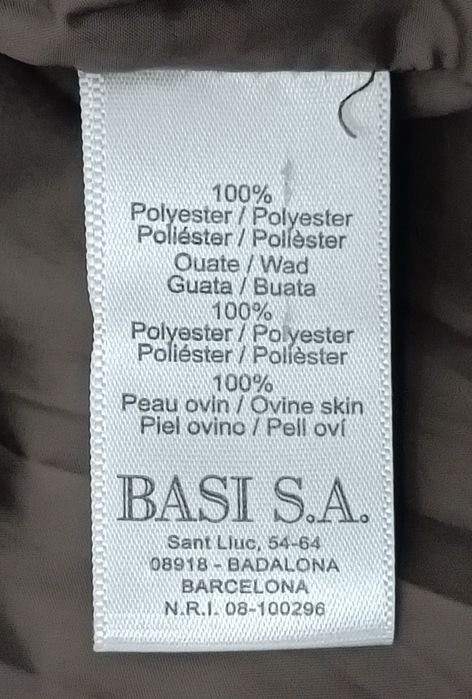 100%
Polyester / Polyester
Poliéster / Polièster
Ouate / Wad
Guata / Buata
100%
Polyester / Polyester
Poliéster / Polièster
100%
Peau ovin / Ovine skin
Piel ovino / Pell oví
BASI S.A.
Sant Lluc, 54-64
08918 - BADALONA
BARCELONA
N.R.I. 08-100296